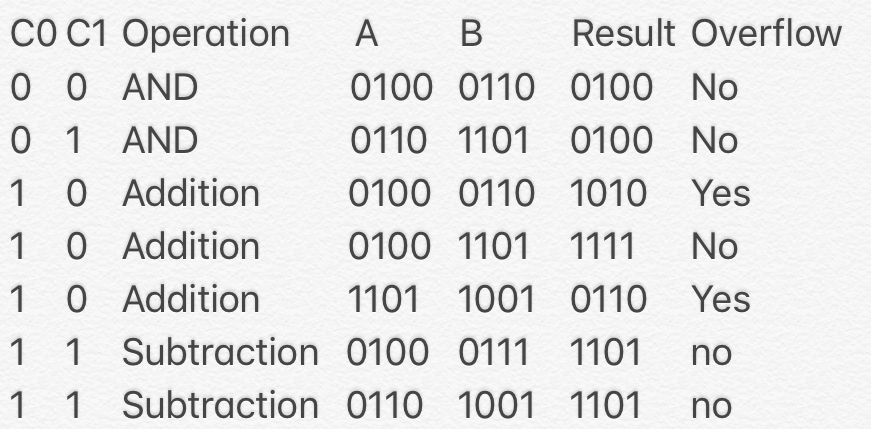 C0 C1 Operation A B Result Overflow
0 0 AND 0100 0110 0100 No
0 1 AND 0110 1101 0100 No
1 0 Addition 0100 0110 1010 Yes
1 0 Addition 0100 1101 1111 No
1 0 Addition 1101 1001 0110 Yes
1 1 Subtraction 0100 0111 1101 no
1 1 Subtraction 0110 1001 1101 no